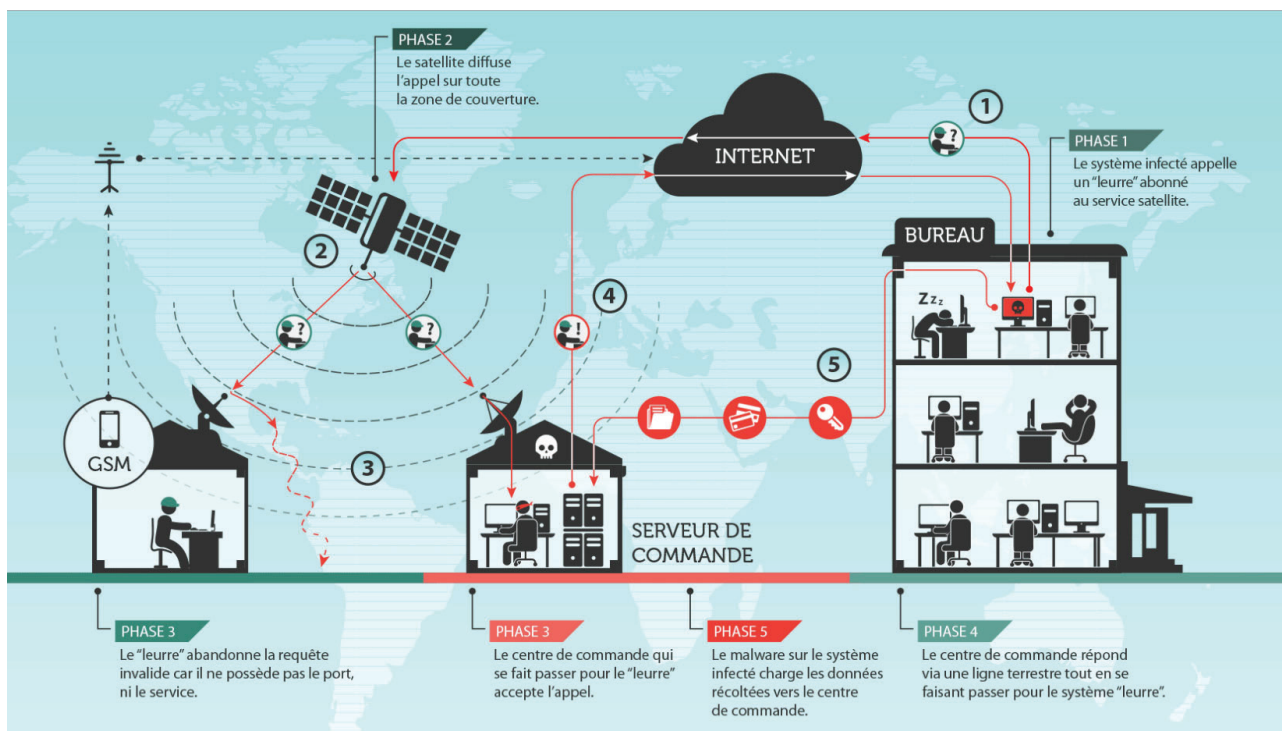 PHASE 2
Le satellite diffuse
l'appel sur toute
la zone de couverture.
1
?
INTERNET
PHASE 1
Le système infecté appelle
un "leurre" abonné
au service satellite.
BUREAU
2
4
Zzz
?
?
!
5
GSM
3
SERVEUR DE
COMMANDE
PHASE 3
Le "leurre" abandonne la requête
invalide car il ne possède pas le port,
ni le service.
PHASE 3
Le centre de commande qui
se fait passer pour le "leurre"
accepte l'appel.
PHASE 5
Le malware sur le système
infecté charge les données
récoltées vers le centre
de commande.
PHASE 4
Le centre de commande répond
via une ligne terrestre tout en se
faisant passer pour le système "leurre".